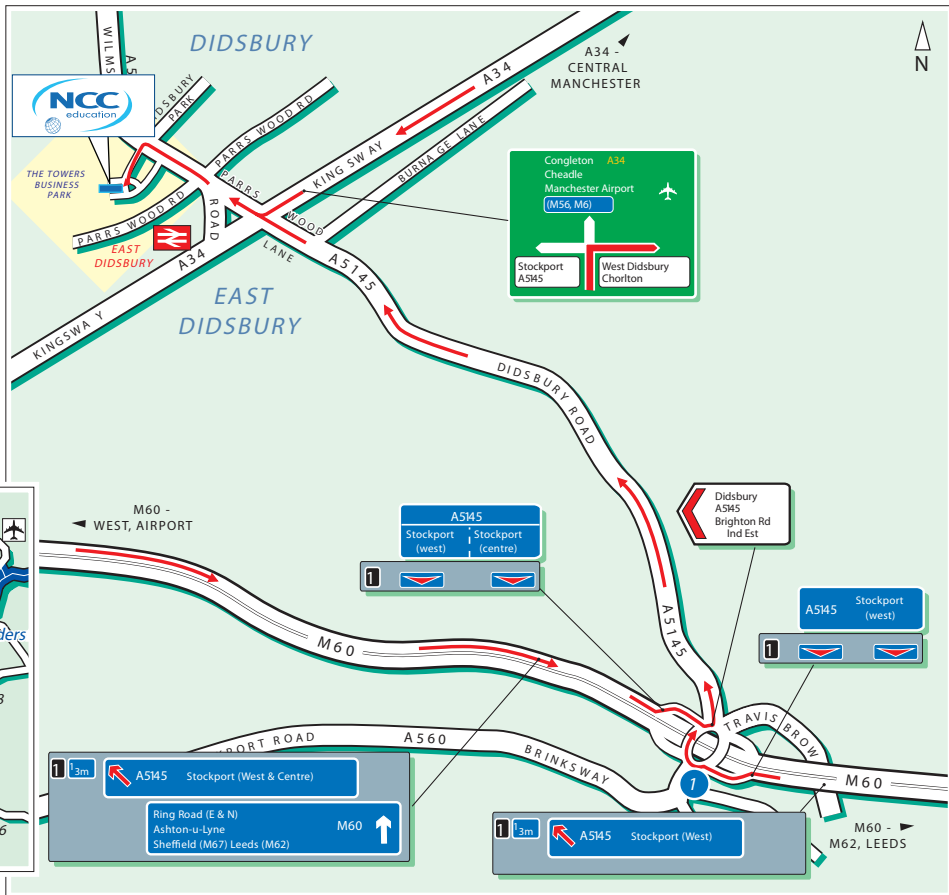 DIDSBURY
A34 -
CENTRAL
MANCHESTER
N
NCC
education
PARK
THE TOWERS
BUSINESS
PARK
PARRS WOOD RD
PARRS WOOD RD
KINGSWAY
A34
BURNAGE LANE
PARRS
WOOD
LANE
ROAD
EAST
DIDSBURY
A34
KINGSWA Y
A5145
EAST
DIDSBURY
Congleton A34
Cheadle
Manchester Airport
(M56, M6)
Stockport
A5145
West Didsbury
Chorlton
DIDSBURY ROAD
M60 -
WEST, AIRPORT
A5145
Stockport
(west)
Stockport
(centre)
1
Didsbury
A5145
Brighton Rd
Ind Est
A5145
Stockport
(west)
1
A5145
M60
TRAVIS BROW
M60
1
A560
BRINKSWAY
ROAD
1
1 3m
A5145 Stockport (West & Centre)
Ring Road (E & N)
Ashton-u-Lyne
Sheffield (M67) Leeds (M62)
M60
1
1 3m
A5145 Stockport (West)
M60 -
M62, LEEDS